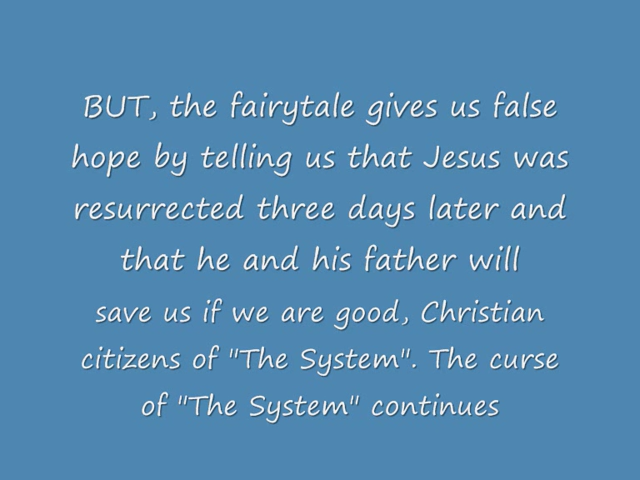 BUT, the fairytale gives us false
hope by telling us that Jesus was
resurrected three days later and
that he and his father will
save us if we are good, Christian
citizens of "The System". The curse
of "The System" continues